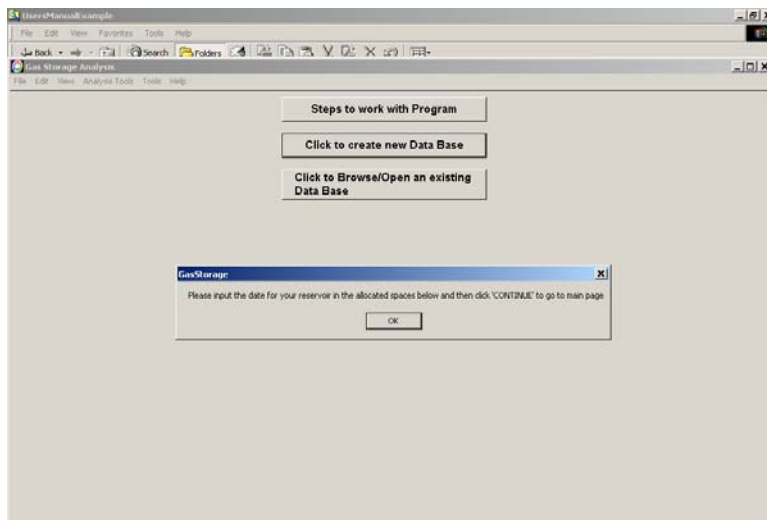 UsersManualExample
File Edit View Favorites Tools Help
Back Search Folders
Gas Storage Analysis
File Edit View Analysis Tools Tools Help
Steps to work with Program
Click to create new Data Base
Click to Browse/Open an existing
Data Base
GasStorage
Please input the date for your reservoir in the allocated spaces below and then click 'CONTINUE' to go to main page
OK